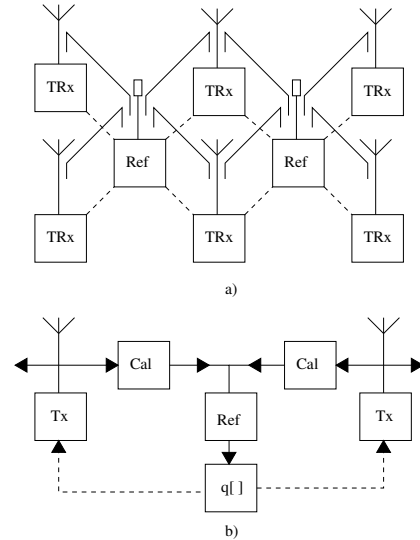 TRx
TRx
TRx
Ref
Ref
TRx
TRx
TRx
a)
Cal
Cal
Tx
Ref
Tx
q[ ]
b)